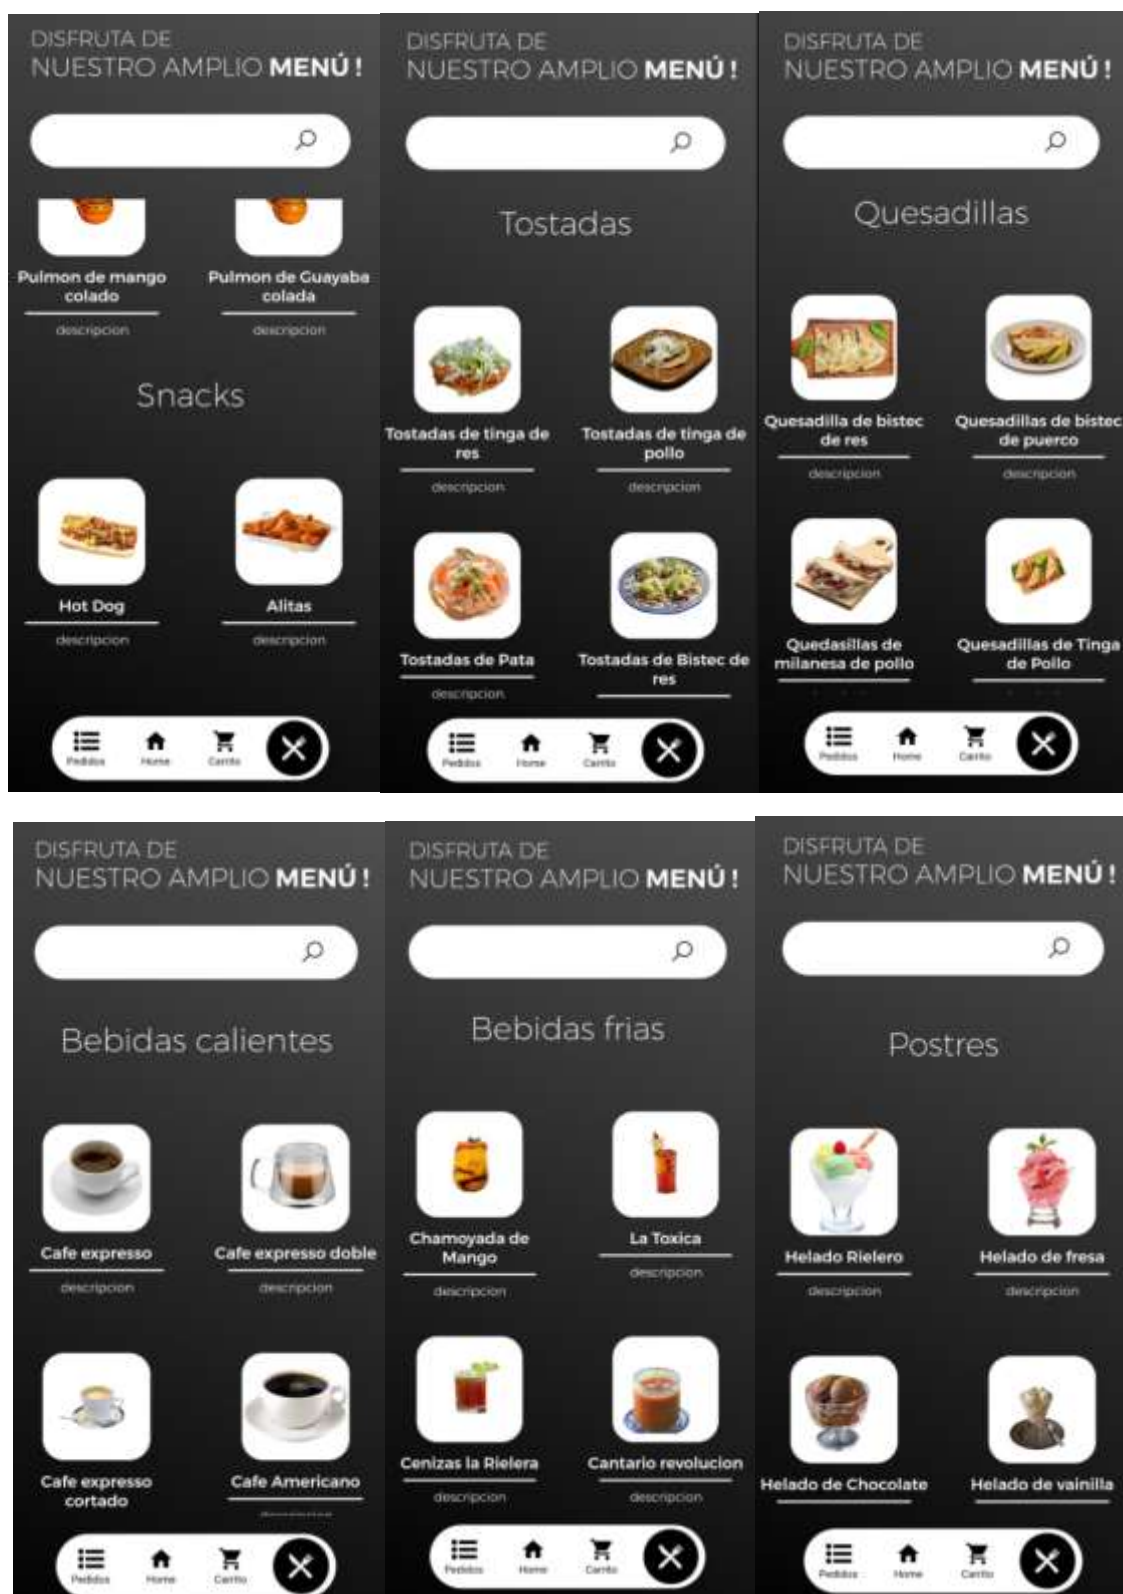 DISFRUTA DE
NUESTRO AMPLIO MENÚ !
Pulmon de mango
colado
descripcion
Pulmon de Guayaba
colada
descripcion
Snacks
Hot Dog
descripcion
Alitas
descripcion
Pedidos
Home
Carrito
DISFRUTA DE
NUESTRO AMPLIO MENÚ !
Tostadas
Tostadas de tinga de
res
descripcion
Tostadas de tinga de
pollo
descripcion
Tostadas de Pata
descripcion
Tostadas de Bistec de
res
Pedidos
Home
Carrito
DISFRUTA DE
NUESTRO AMPLIO MENÚ !
Quesadillas
Quesadilla de bistec
de res
descripcion
Quesadillas de bistec
de puerco
descripcion
Quedasillas de
milanesa de pollo
Quesadillas de Tinga
de Pollo
Pedidos
Home
Carrito
DISFRUTA DE
NUESTRO AMPLIO MENÚ !
Bebidas calientes
Cafe expresso
descripcion
Cafe expresso doble
descripcion
Cafe expresso
cortado
Cafe Americano
Pedidos
Home
Carrito
DISFRUTA DE
NUESTRO AMPLIO MENÚ !
Bebidas frias
Chamoyada de
Mango
descripcion
La Toxica
descripcion
Cenizas la Rielera
descripcion
Cantario revolucion
descripcion
Pedidos
Home
Carrito
DISFRUTA DE
NUESTRO AMPLIO MENÚ !
Postres
Helado Rielero
descripcion
Helado de fresa
descripcion
Helado de Chocolate
Helado de vainilla
Pedidos
Home
Carrito